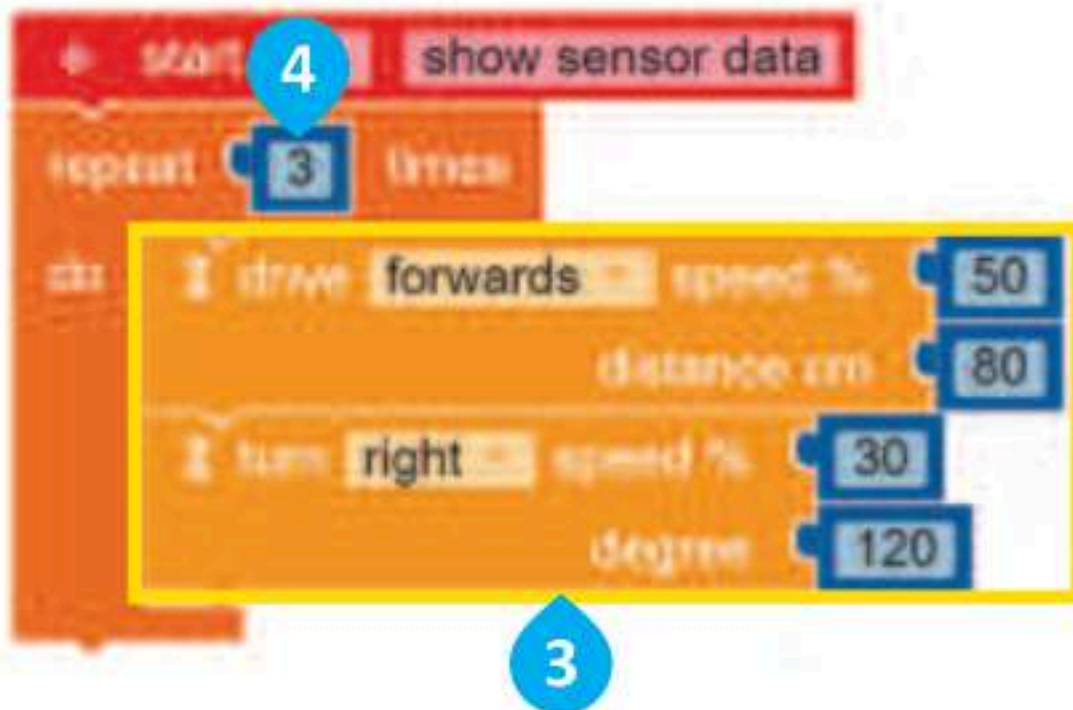 + start 4 show sensor data
repeat 3 times
do drive forwards speed % 50
distance cm 80
turn right speed % 30
degree 120
3